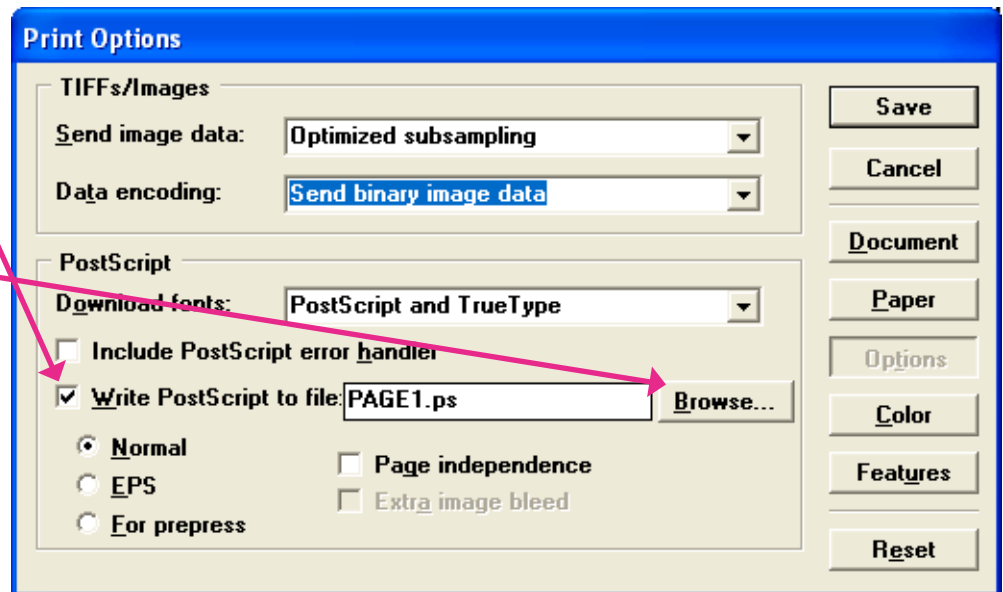 Print Options
TIFFs/Images
Send image data: Optimized subsampling
Data encoding: Send binary image data
PostScript
Download fonts: PostScript and TrueType
Include PostScript error handler
Write PostScript to file: PAGE1.ps Browse...
Normal
EPS
For prepress
Page independence
Extra image bleed
Save
Cancel
Document
Paper
Options
Color
Features
Reset